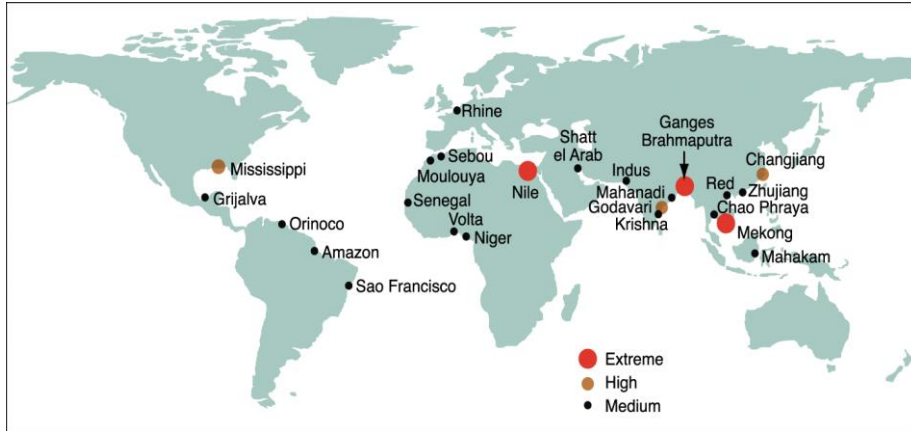 Rhine
Ganges
Brahmaputra
Shatt
el Arab
Changjiang
Mississippi
Sebou
Moulouya
Nile
Indus
Mahanadi
Godavari
Krishna
Red
Zhujiang
Chao Phraya
Mekong
Grijalva
Senegal
Volta
Niger
Orinoco
Amazon
Mahakam
Sao Francisco
Extreme
High
Medium